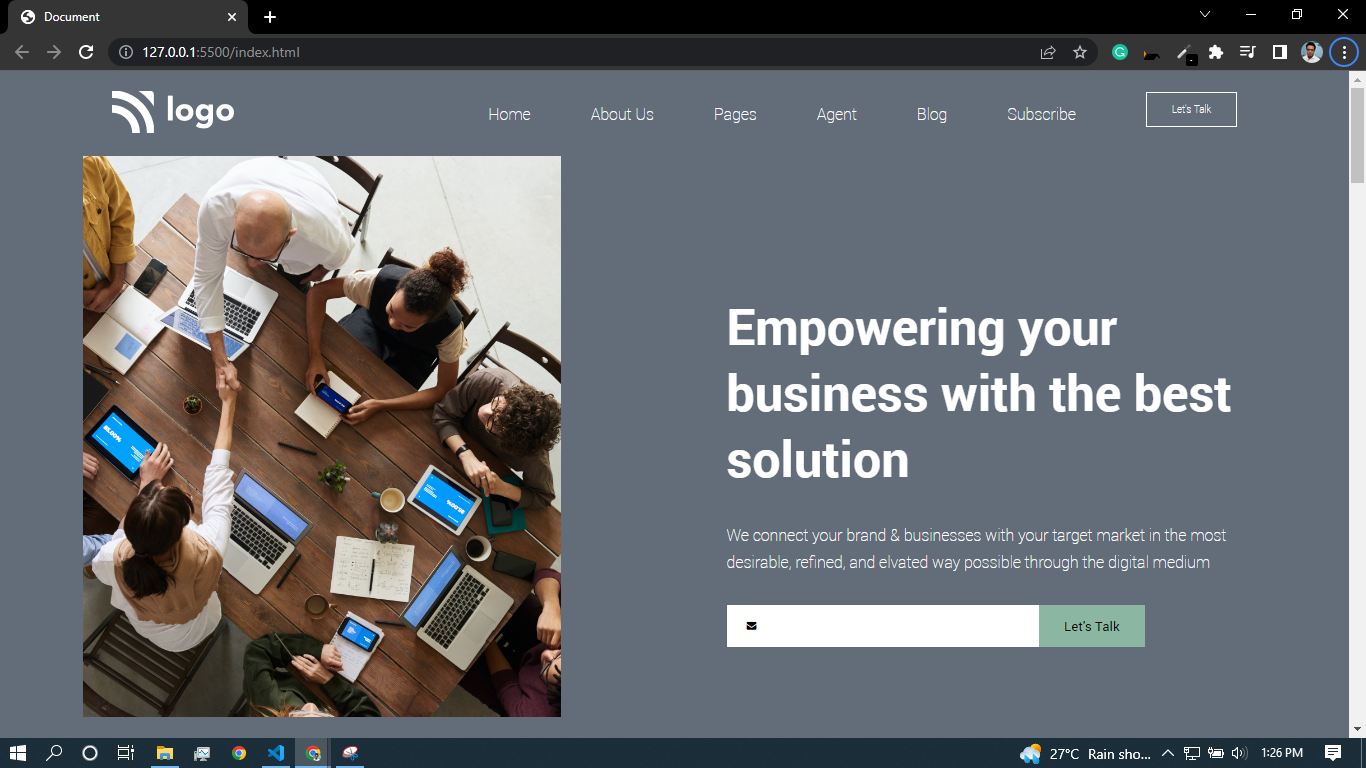 Document
127.0.0.1:5500/index.html
logo
Home
About Us
Pages
Agent
Blog
Subscribe
Let's Talk
Empowering your
business with the best
solution
We connect your brand & businesses with your target market in the most
desirable, refined, and elvated way possible through the digital medium
Let's Talk
27°C Rain sho...
1:26 PM